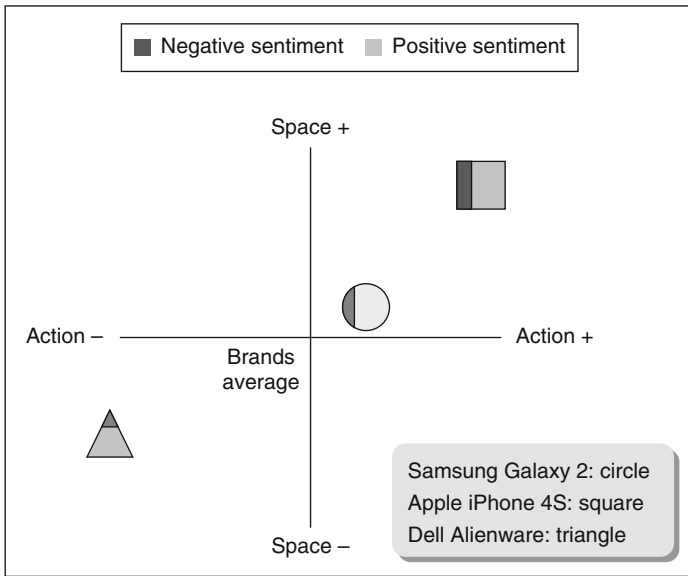 Negative sentiment Positive sentiment
Space +
Action –
Action +
Brands
average
Samsung Galaxy 2: circle
Apple iPhone 4S: square
Dell Alienware: triangle
Space –